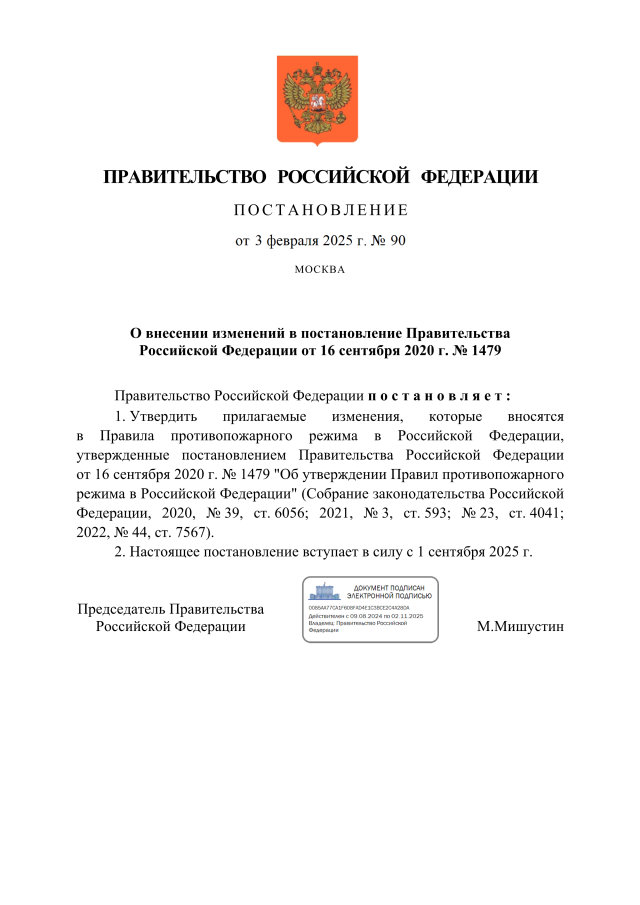 ПРАВИТЕЛЬСТВО РОССИЙСКОЙ ФЕДЕРАЦИИ
ПОСТАНОВЛЕНИЕ
от 3 февраля 2025 г. № 90
МОСКВА
О внесении изменений в постановление Правительства
Российской Федерации от 16 сентября 2020 г. № 1479
Правительство Российской Федерации постановляет:
1. Утвердить прилагаемые изменения, которые вносятся
в Правила противопожарного режима в Российской Федерации,
утвержденные постановлением Правительства Российской Федерации
от 16 сентября 2020 г. № 1479 "Об утверждении Правил противопожарного
режима в Российской Федерации" (Собрание законодательства Российской
Федерации, 2020, № 39, ст. 6056; 2021, № 3, ст. 593; № 23, ст. 4041;
2022, № 44, ст. 7567).
2. Настоящее постановление вступает в силу с 1 сентября 2025 г.
Председатель Правительства
Российской Федерации
ДОКУМЕНТ ПОДПИСАН
ЭЛЕКТРОННОЙ ПОДПИСЬЮ
Действителен с 09.08.2024 по 02.11.2025
Владелец: Правительство Российской
Федерации
М.Мишустин